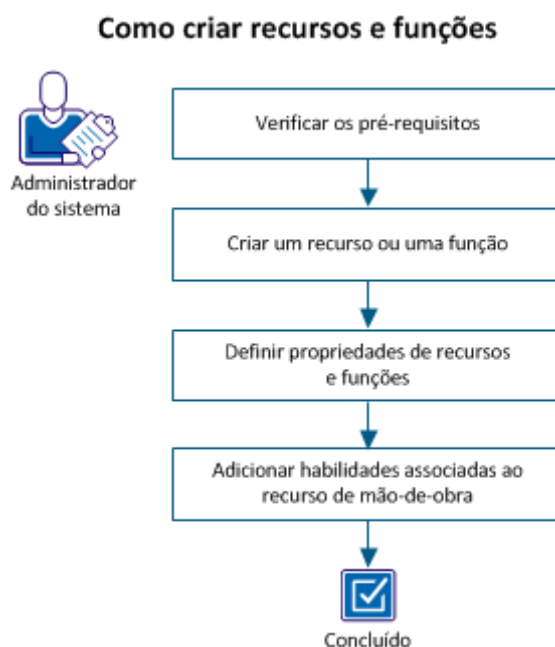 Como criar recursos e funções
Administrador
do sistema
Verificar os pré-requisitos
Criar um recurso ou uma função
Definir propriedades de recursos
e funções
Adicionar habilidades associadas ao
recurso de mão-de-obra
Concluído